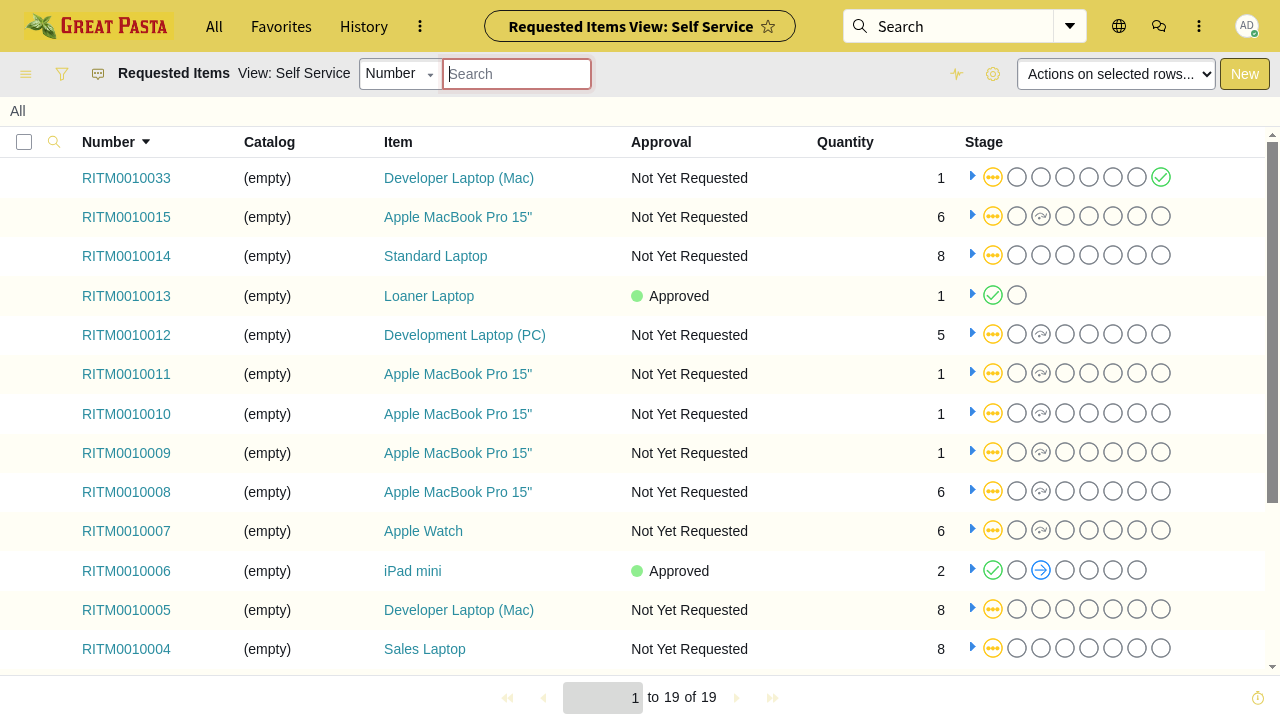 GREAT PASTA All Favorites History Requested Items View: Self Service Search AD
Requested Items View: Self Service Number Search Actions on selected rows... New
All
Number Catalog Item Approval Quantity Stage
RITM0010033 (empty) Developer Laptop (Mac) Not Yet Requested 1
RITM0010015 (empty) Apple MacBook Pro 15" Not Yet Requested 6
RITM0010014 (empty) Standard Laptop Not Yet Requested 8
RITM0010013 (empty) Loaner Laptop Approved 1
RITM0010012 (empty) Development Laptop (PC) Not Yet Requested 5
RITM0010011 (empty) Apple MacBook Pro 15" Not Yet Requested 1
RITM0010010 (empty) Apple MacBook Pro 15" Not Yet Requested 1
RITM0010009 (empty) Apple MacBook Pro 15" Not Yet Requested 1
RITM0010008 (empty) Apple MacBook Pro 15" Not Yet Requested 6
RITM0010007 (empty) Apple Watch Not Yet Requested 6
RITM0010006 (empty) iPad mini Approved 2
RITM0010005 (empty) Developer Laptop (Mac) Not Yet Requested 8
RITM0010004 (empty) Sales Laptop Not Yet Requested 8
1 to 19 of 19